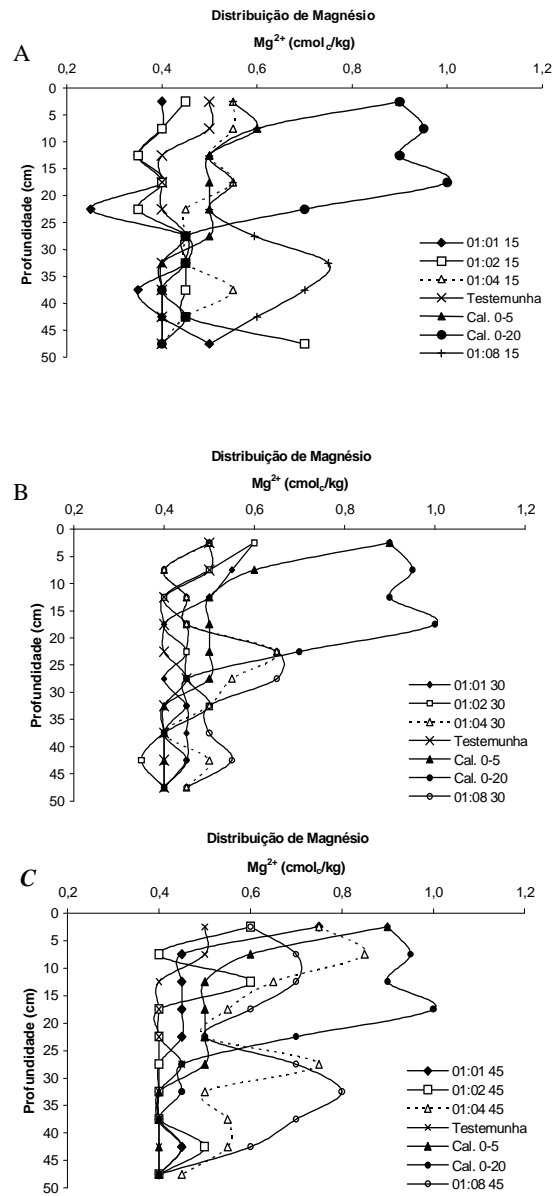 Distribuição de Magnésio
A
Mg2+ (cmolc/kg)
0,2 0,4 0,6 0,8 1,0 1,2
0
5
10
15
20
25
30
35
40
45
50
Profundidade (cm)
01:01 15
01:02 15
01:04 15
Testemunha
Cal. 0-5
Cal. 0-20
01:08 15
Distribuição de Magnésio
B
Mg2+ (cmolc/kg)
0,2 0,4 0,6 0,8 1,0 1,2
0
5
10
15
20
25
30
35
40
45
50
Profundidade (cm)
01:01 30
01:02 30
01:04 30
Testemunha
Cal. 0-5
Cal. 0-20
01:08 30
Distribuição de Magnésio
C
Mg2+ (cmolc/kg)
0,2 0,4 0,6 0,8 1,0 1,2
0
5
10
15
20
25
30
35
40
45
50
Profundidade (cm)
01:01 45
01:02 45
01:04 45
Testemunha
Cal. 0-5
Cal. 0-20
01:08 45